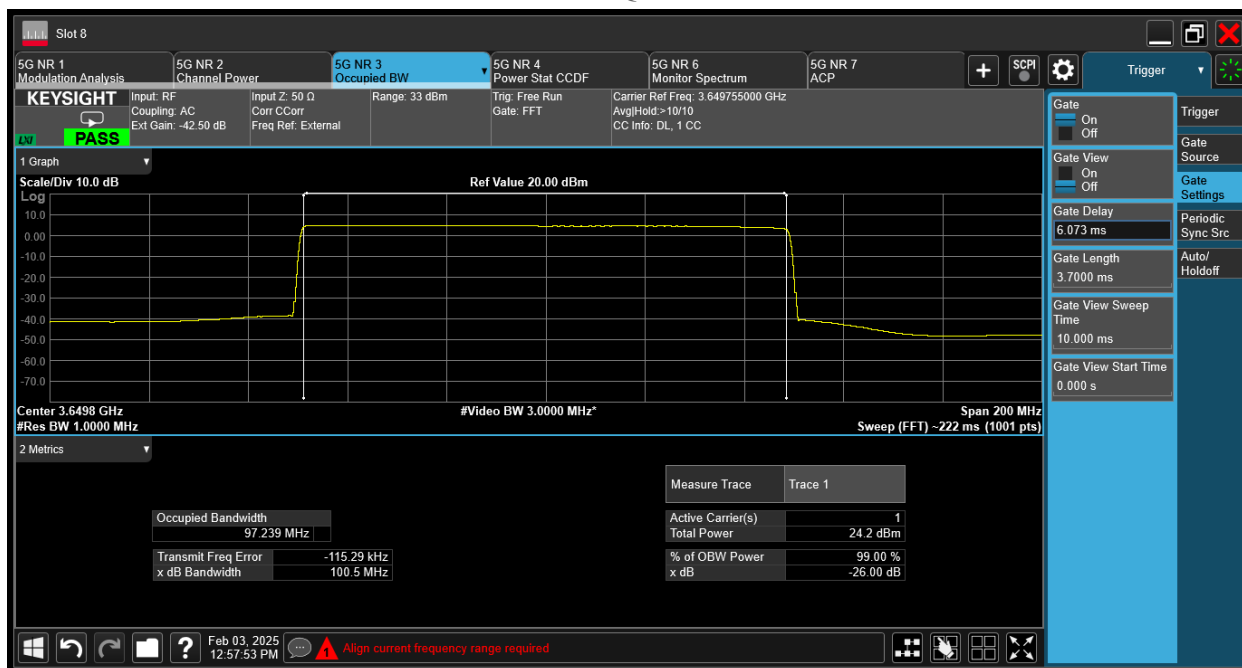 Slot 8
5G NR 1
Modulation Analysis
5G NR 2
Channel Power
5G NR 3
Occupied BW
5G NR 4
Power Stat CCDF
5G NR 6
Monitor Spectrum
5G NR 7
ACP
SCPI
Trigger
KEYSIGHT
LXI
PASS
Input: RF
Coupling: AC
Ext Gain: -42.50 dB
Input Z: 50 Ω
Corr CCorr
Freq Ref: External
Range: 33 dBm
Trig: Free Run
Gate: FFT
Carrier Ref Freq: 3.649755000 GHz
Avg|Hold:>10/10
CC Info: DL, 1 CC
1 Graph
Scale/Div 10.0 dB
Ref Value 20.00 dBm
Log
10.0
0.00
-10.0
-20.0
-30.0
-40.0
-50.0
-60.0
-70.0
Center 3.6498 GHz
#Res BW 1.0000 MHz
#Video BW 3.0000 MHz*
Span 200 MHz
Sweep (FFT) ~222 ms (1001 pts)
2 Metrics
Measure Trace Trace 1
Occupied Bandwidth
97.239 MHz
Transmit Freq Error -115.29 kHz
x dB Bandwidth 100.5 MHz
Active Carrier(s) 1
Total Power 24.2 dBm
% of OBW Power 99.00 %
x dB -26.00 dB
Gate
On
Off
Gate View
On
Off
Gate Delay
6.073 ms
Gate Length
3.7000 ms
Gate View Sweep
Time
10.000 ms
Gate View Start Time
0.000 s
Trigger
Gate
Source
Gate
Settings
Periodic
Sync Src
Auto/
Holdoff
?
Feb 03, 2025
12:57:53 PM
1
Align current frequency range required